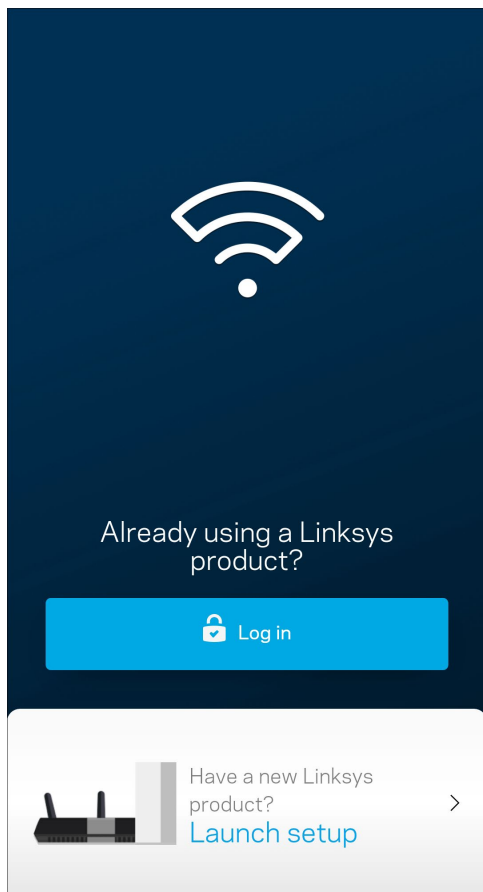 Already using a Linksys
product?
Log in
Have a new Linksys
product?
Launch setup